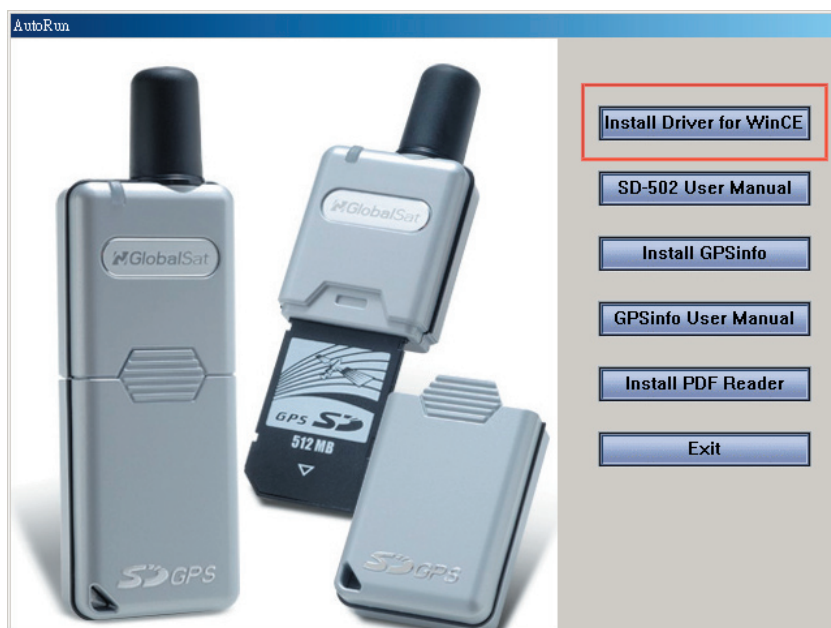 AutoRun
GlobalSat
SD GPS
GlobalSat
GPS SD
512 MB
SD GPS
Install Driver for WinCE
SD-502 User Manual
Install GPSinfo
GPSinfo User Manual
Install PDF Reader
Exit